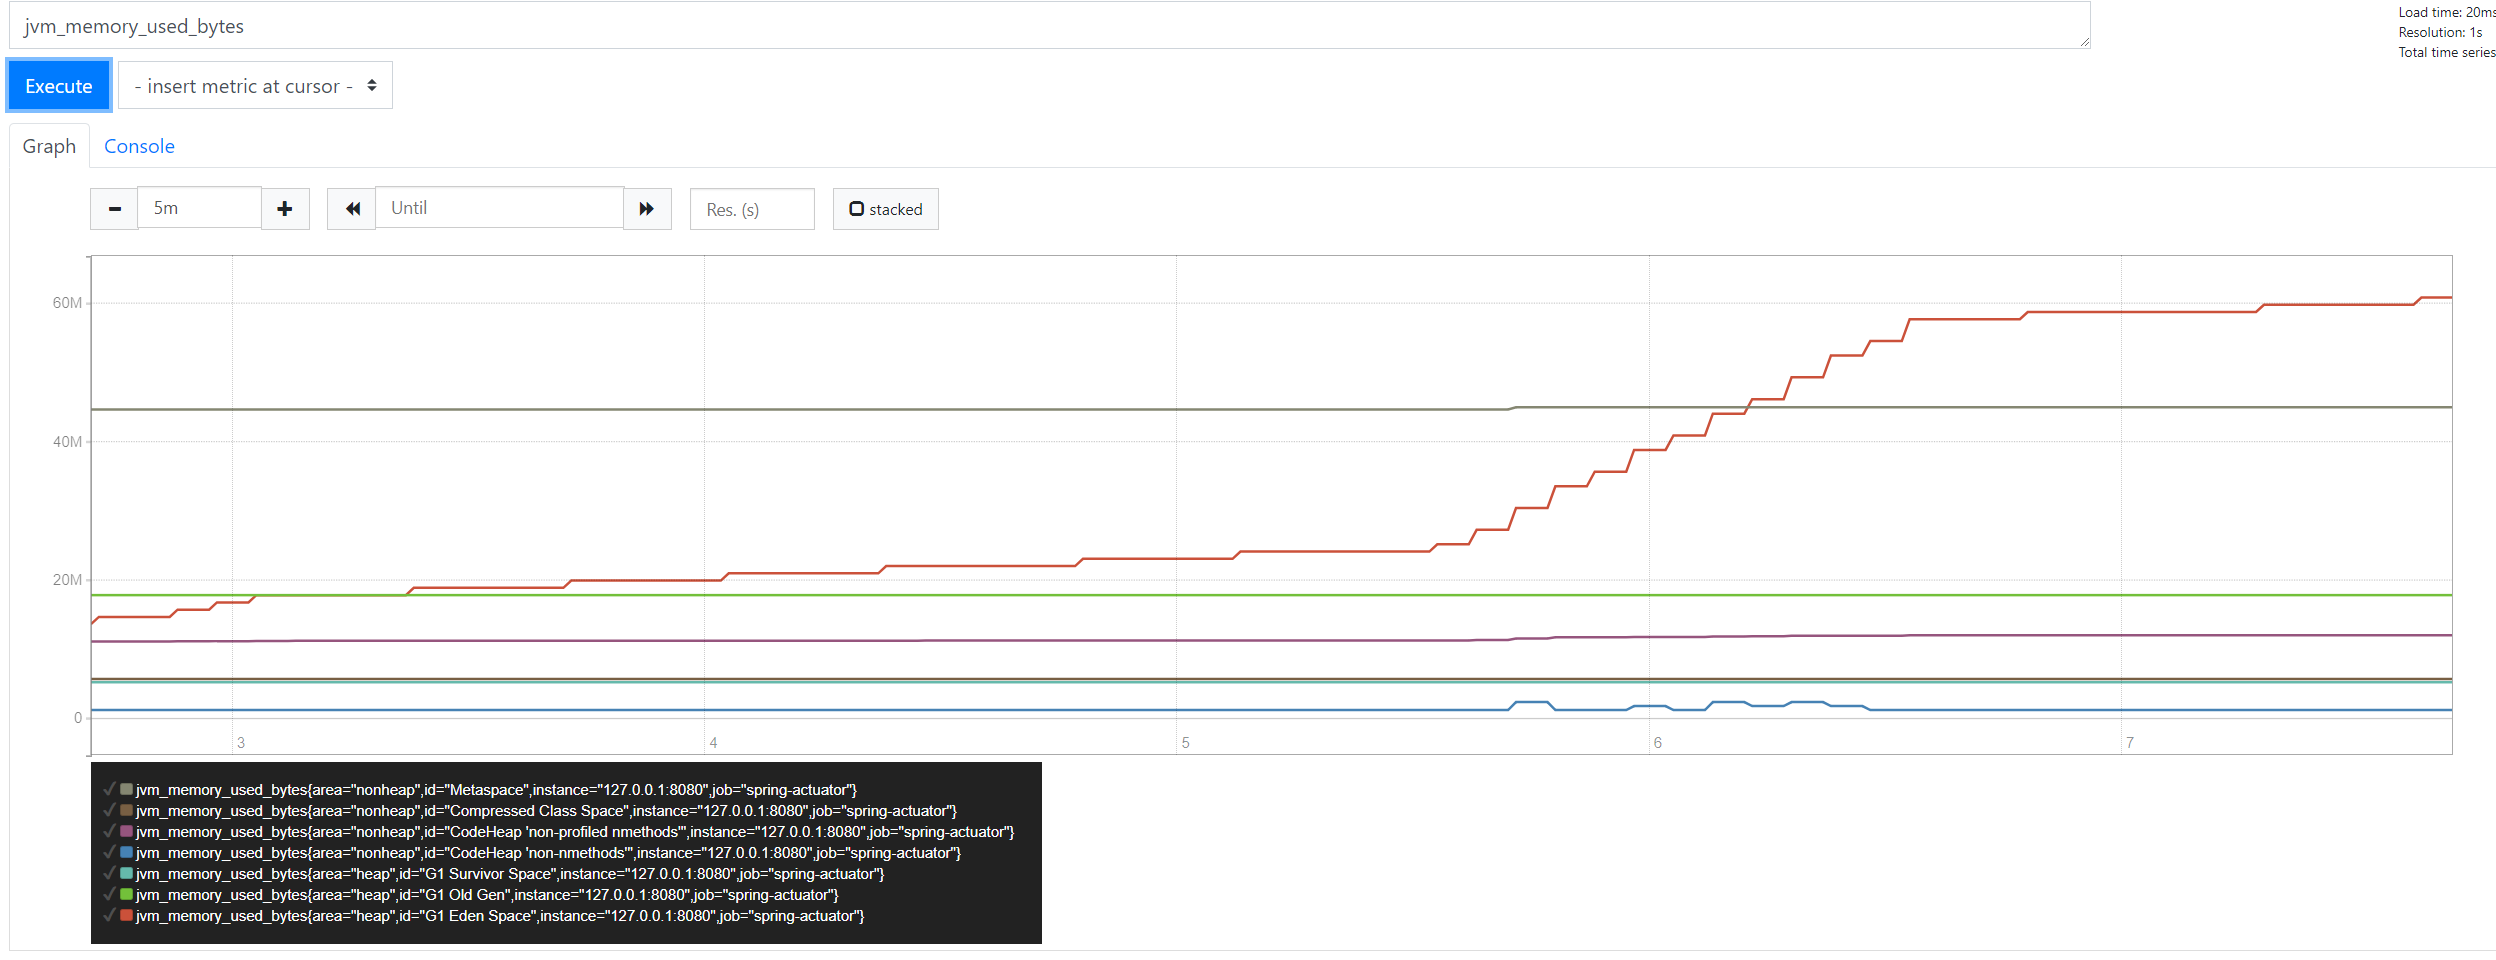 jvm_memory_used_bytes
Load time: 20ms
Resolution: 1s
Total time series
Execute
- insert metric at cursor -
Graph
Console
5m
Until
Res. (s)
stacked
60M
40M
20M
0
3
4
5
6
7
jvm_memory_used_bytes{area="nonheap",id="Metaspace",instance="127.0.0.1:8080",job="spring-actuator"}
jvm_memory_used_bytes{area="nonheap",id="Compressed Class Space",instance="127.0.0.1:8080",job="spring-actuator"}
jvm_memory_used_bytes{area="nonheap",id="CodeHeap 'non-profiled nmethods'",instance="127.0.0.1:8080",job="spring-actuator"}
jvm_memory_used_bytes{area="nonheap",id="CodeHeap 'non-nmethods'",instance="127.0.0.1:8080",job="spring-actuator"}
jvm_memory_used_bytes{area="heap",id="G1 Survivor Space",instance="127.0.0.1:8080",job="spring-actuator"}
jvm_memory_used_bytes{area="heap",id="G1 Old Gen",instance="127.0.0.1:8080",job="spring-actuator"}
jvm_memory_used_bytes{area="heap",id="G1 Eden Space",instance="127.0.0.1:8080",job="spring-actuator"}